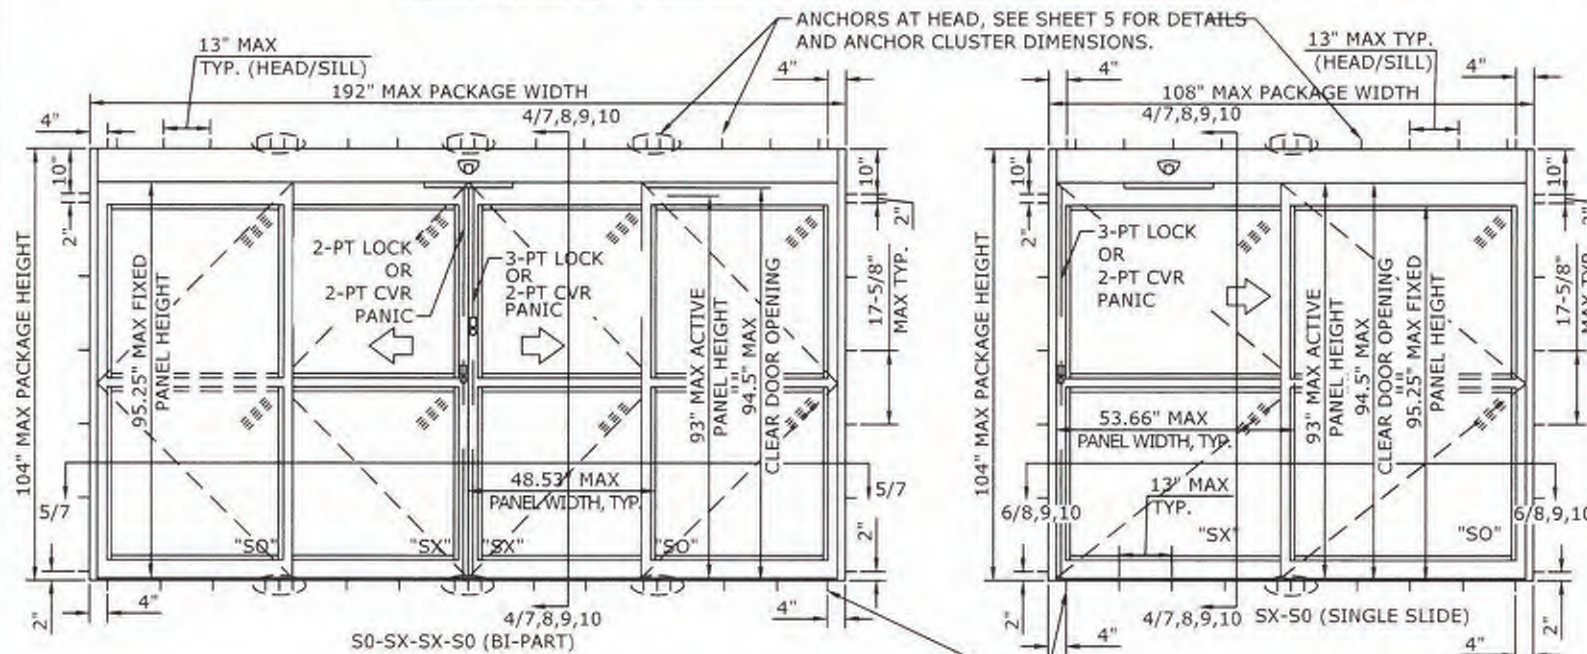 ANCHORS AT HEAD, SEE SHEET 5 FOR DETAILS
AND ANCHOR CLUSTER DIMENSIONS.
13" MAX
TYP. (HEAD/SILL)
4"
192" MAX PACKAGE WIDTH
4/7,8,9,10
4"
10"
2"
104" MAX PACKAGE HEIGHT
95.25" MAX FIXED
PANEL HEIGHT
2-PT LOCK
OR
2-PT CVR
PANIC
3-PT LOCK
OR
2-PT CVR
PANIC
93" MAX ACTIVE
PANEL HEIGHT
94.5" MAX
CLEAR DOOR OPENING
10"
2"
17-5/8"
MAX TYP.
48.53" MAX
PANEL WIDTH, TYP.
5/7
5/7
"SO"
"SX"
"SX"
"SO"
2"
2"
4"
4/7,8,9,10
4"
S0-SX-SX-S0 (BI-PART)
13" MAX TYP.
(HEAD/SILL)
4"
4"
108" MAX PACKAGE WIDTH
4/7,8,9,10
10"
2"
104" MAX PACKAGE HEIGHT
3-PT LOCK
OR
2-PT CVR
PANIC
93" MAX ACTIVE
PANEL HEIGHT
94.5" MAX
CLEAR DOOR OPENING
95.25" MAX FIXED
PANEL HEIGHT
10"
2"
17-5/8"
MAX TYP.
53.66" MAX
PANEL WIDTH, TYP.
13" MAX
TYP.
6/8,9,10
6/8,9,10
"SX"
"SO"
2"
2"
4"
4/7,8,9,10
SX-S0 (SINGLE SLIDE)
4"